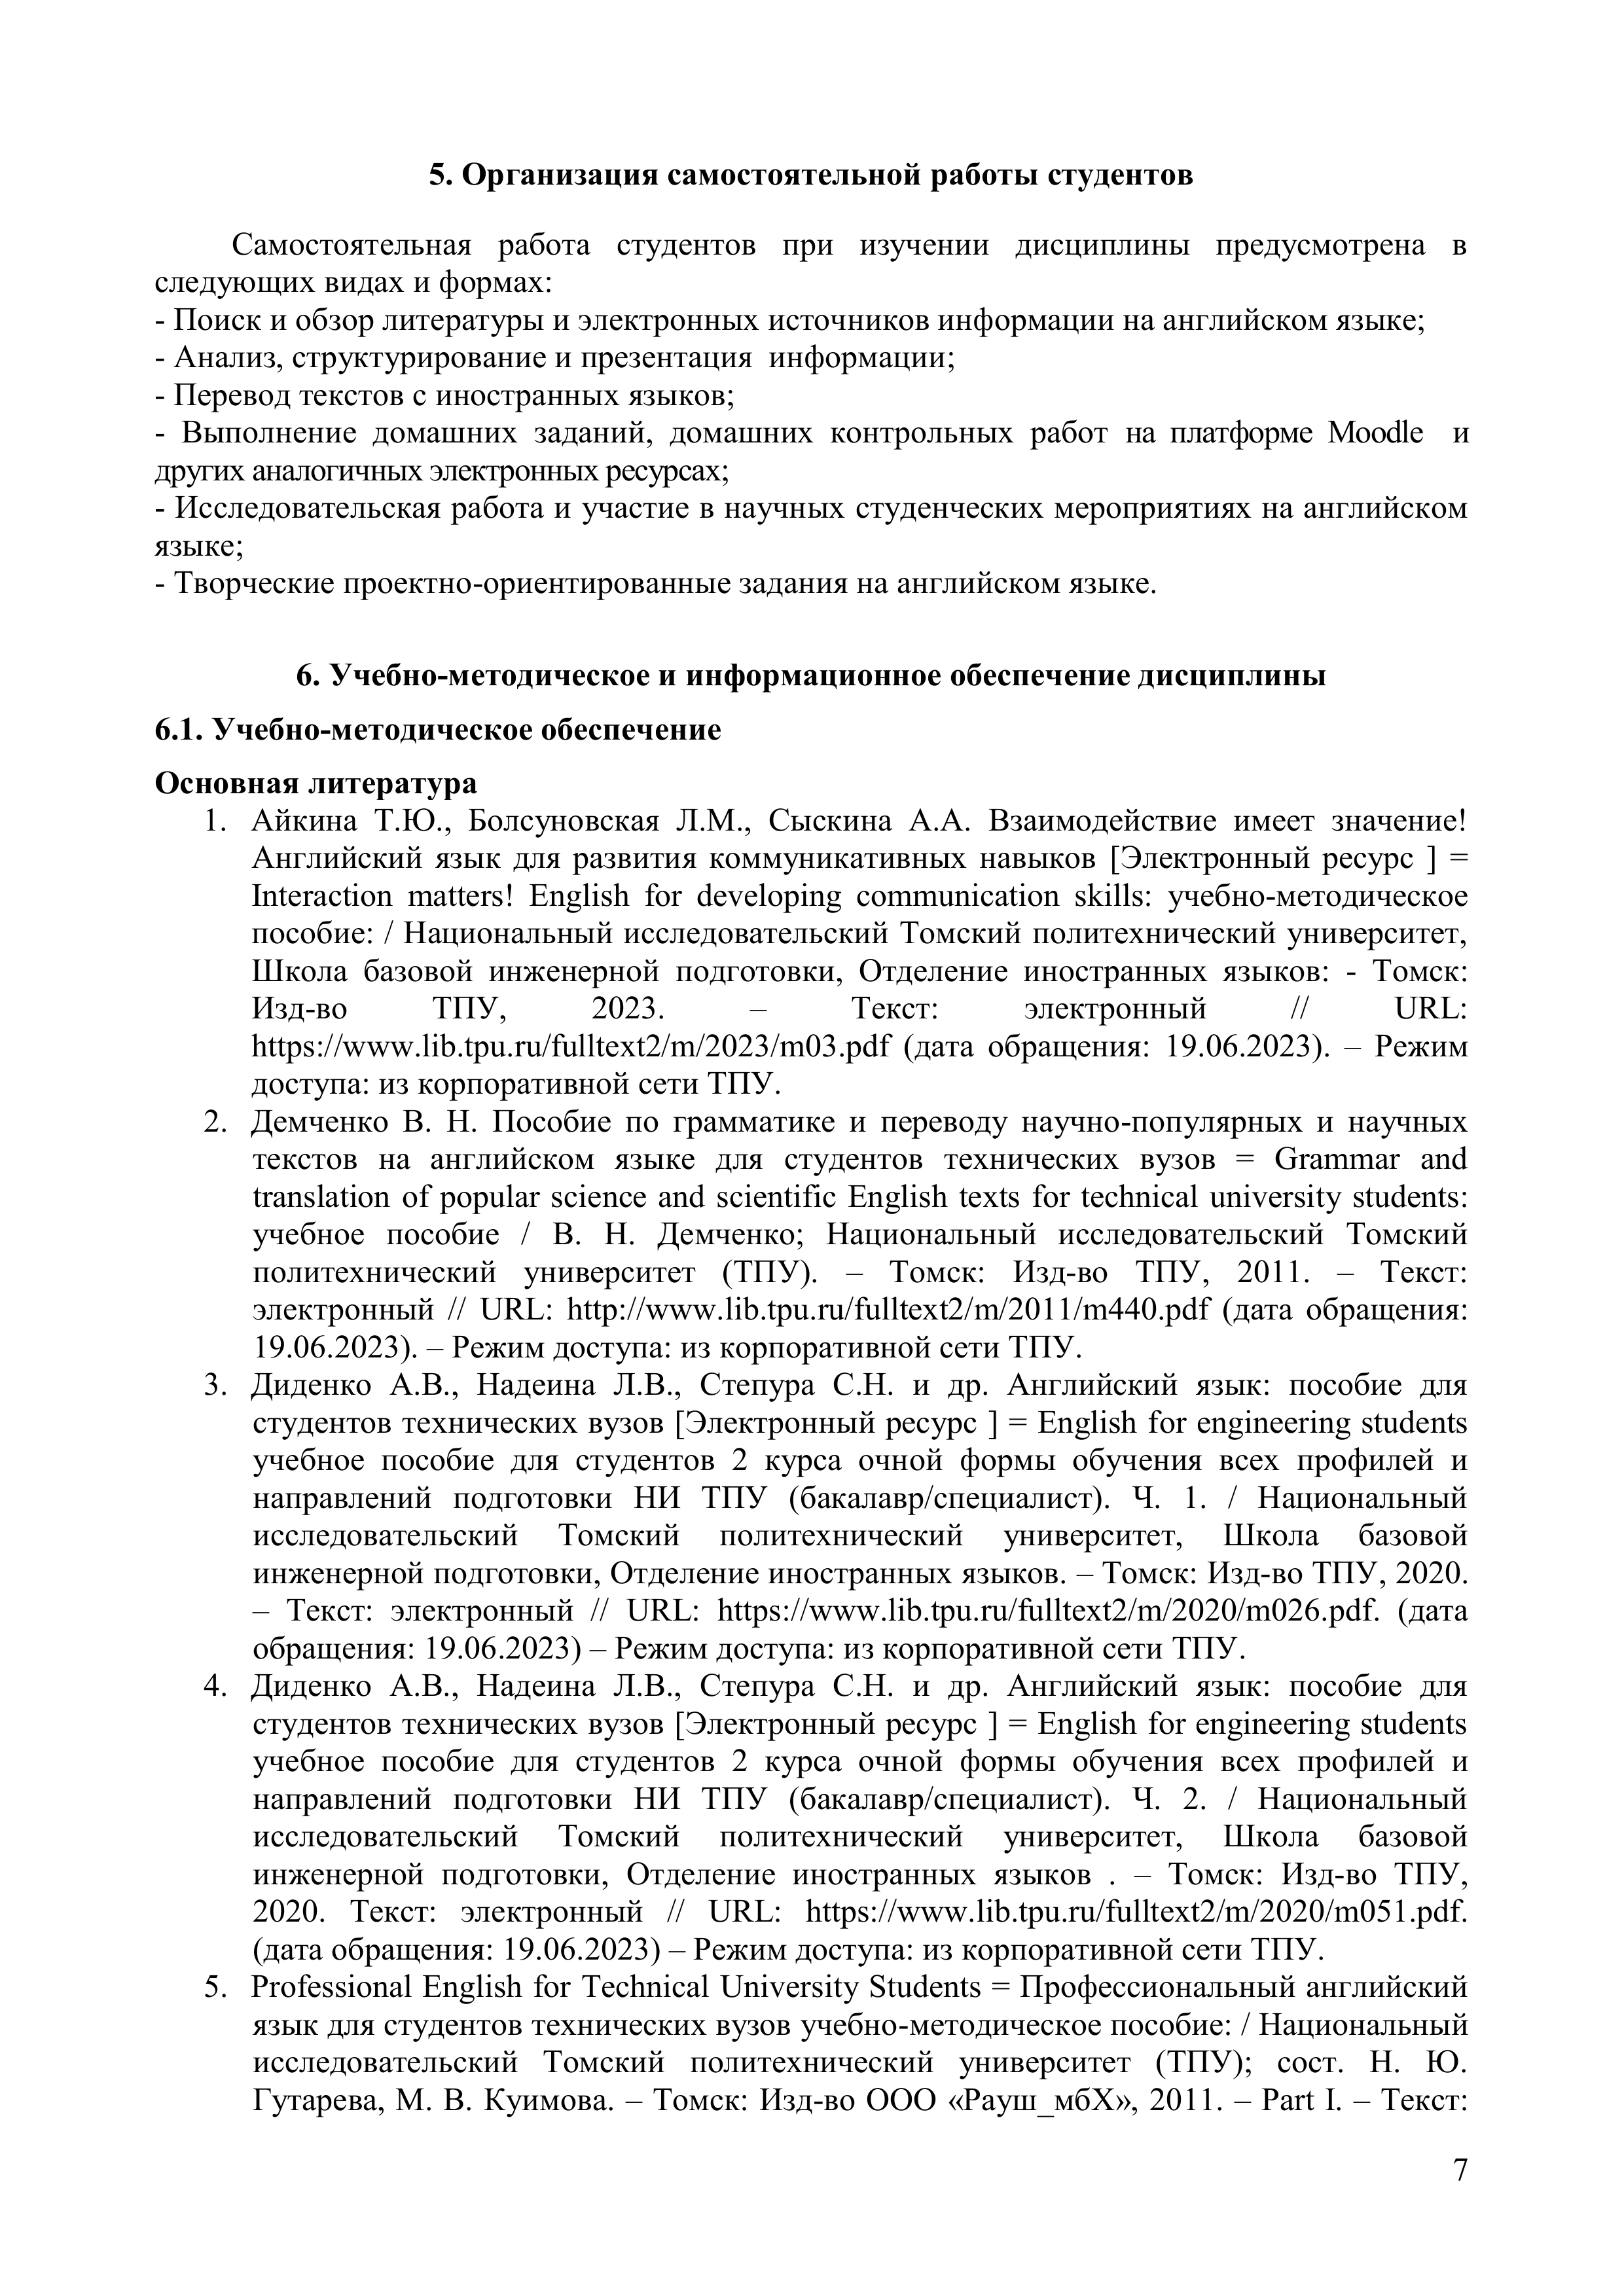 5. Организация самостоятельной работы студентов
Самостоятельная работа студентов при изучении дисциплины предусмотрена в
следующих видах и формах:
- Поиск и обзор литературы и электронных источников информации на английском языке;
- Анализ, структурирование и презентация  информации;
- Перевод текстов с иностранных языков;
- Выполнение домашних заданий, домашних контрольных работ на платформе Moodle  и
других аналогичных электронных ресурсах;
- Исследовательская работа и участие в научных студенческих мероприятиях на английском
языке;
- Творческие проектно-ориентированные задания на английском языке.
6. Учебно-методическое и информационное обеспечение дисциплины
6.1. Учебно-методическое обеспечение
Основная литература
1. Айкина Т.Ю., Болсуновская Л.М., Сыскина А.А. Взаимодействие имеет значение!
Английский язык для развития коммуникативных навыков [Электронный ресурс ] =
Interaction matters! English for developing communication skills: учебно-методическое
пособие: / Национальный исследовательский Томский политехнический университет,
Школа базовой инженерной подготовки, Отделение иностранных языков: - Томск:
Изд-во ТПУ, 2023. – Текст: электронный // URL:
https://www.lib.tpu.ru/fulltext2/m/2023/m03.pdf (дата обращения: 19.06.2023). – Режим
доступа: из корпоративной сети ТПУ.
2. Демченко В. Н. Пособие по грамматике и переводу научно-популярных и научных
текстов на английском языке для студентов технических вузов = Grammar and
translation of popular science and scientific English texts for technical university students:
учебное пособие / В. Н. Демченко; Национальный исследовательский Томский
политехнический университет (ТПУ). – Томск: Изд-во ТПУ, 2011. – Текст:
электронный // URL: http://www.lib.tpu.ru/fulltext2/m/2011/m440.pdf (дата обращения:
19.06.2023). – Режим доступа: из корпоративной сети ТПУ.
3. Диденко А.В., Надеина Л.В., Степура С.Н. и др. Английский язык: пособие для
студентов технических вузов [Электронный ресурс ] = English for engineering students
учебное пособие для студентов 2 курса очной формы обучения всех профилей и
направлений подготовки НИ ТПУ (бакалавр/специалист). Ч. 1. / Национальный
исследовательский Томский политехнический университет, Школа базовой
инженерной подготовки, Отделение иностранных языков. – Томск: Изд-во ТПУ, 2020.
– Текст: электронный // URL: https://www.lib.tpu.ru/fulltext2/m/2020/m026.pdf. (дата
обращения: 19.06.2023) – Режим доступа: из корпоративной сети ТПУ.
4. Диденко А.В., Надеина Л.В., Степура С.Н. и др. Английский язык: пособие для
студентов технических вузов [Электронный ресурс ] = English for engineering students
учебное пособие для студентов 2 курса очной формы обучения всех профилей и
направлений подготовки НИ ТПУ (бакалавр/специалист). Ч. 2. / Национальный
исследовательский Томский политехнический университет, Школа базовой
инженерной подготовки, Отделение иностранных языков . – Томск: Изд-во ТПУ,
2020. Текст: электронный // URL: https://www.lib.tpu.ru/fulltext2/m/2020/m051.pdf.
(дата обращения: 19.06.2023) – Режим доступа: из корпоративной сети ТПУ.
5. Professional English for Technical University Students = Профессиональный английский
язык для студентов технических вузов учебно-методическое пособие: / Национальный
исследовательский Томский политехнический университет (ТПУ); сост. Н. Ю.
Гутарева, М. В. Куимова. – Томск: Изд-во ООО «Рауш_мбХ», 2011. – Part I. – Текст:
7